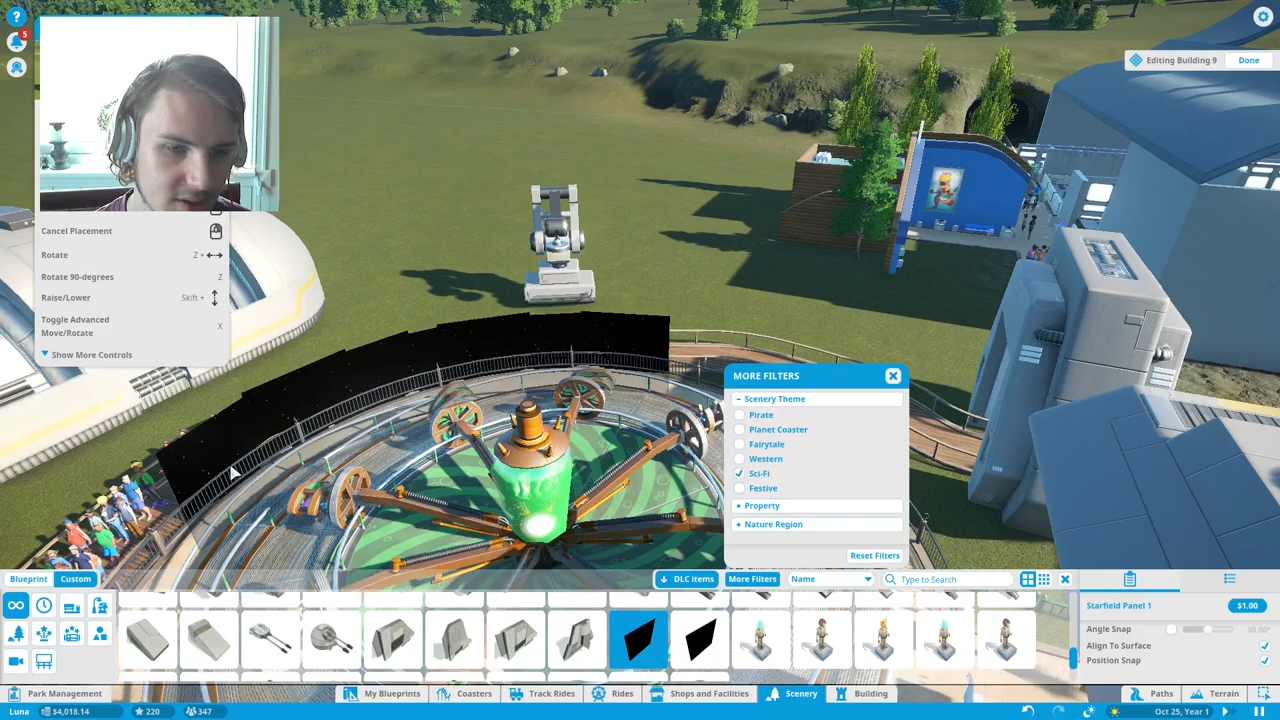 ?
5
Editing Building 9
Done
Cancel Placement
Rotate
Z +
Rotate 90-degrees
Z
Raise/Lower
Skift +
Toggle Advanced
Move/Rotate
X
Show More Controls
MORE FILTERS
− Scenery Theme
Pirate
Planet Coaster
Fairytale
Western
Sci-Fi
Festive
+ Property
+ Nature Region
Reset Filters
Blueprint
Custom
DLC items
More Filters
Name
Type to Search
Starfield Panel 1
$1.00
Angle Snap
30.00°
Align To Surface
Position Snap
Park Management
My Blueprints
Coasters
Track Rides
Rides
Shops and Facilities
Scenery
Building
Paths
Terrain
Luna
$4,018.14
220
347
Oct 25, Year 1